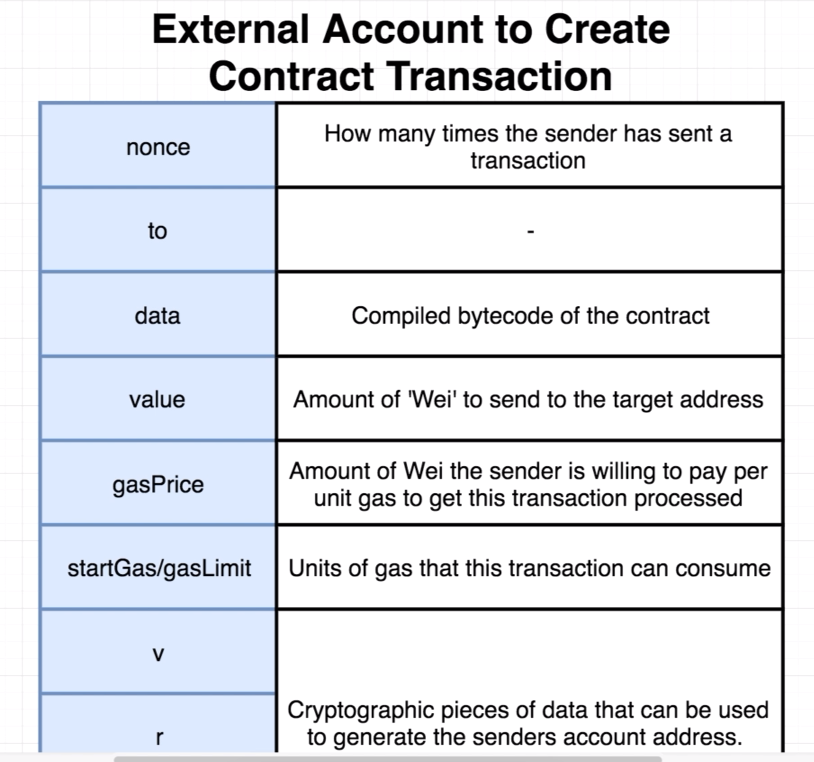 External Account to Create
Contract Transaction
nonce
How many times the sender has sent a
transaction
to
-
data
Compiled bytecode of the contract
value
Amount of 'Wei' to send to the target address
gasPrice
Amount of Wei the sender is willing to pay per
unit gas to get this transaction processed
startGas/gasLimit
Units of gas that this transaction can consume
v
r
Cryptographic pieces of data that can be used
to generate the senders account address.